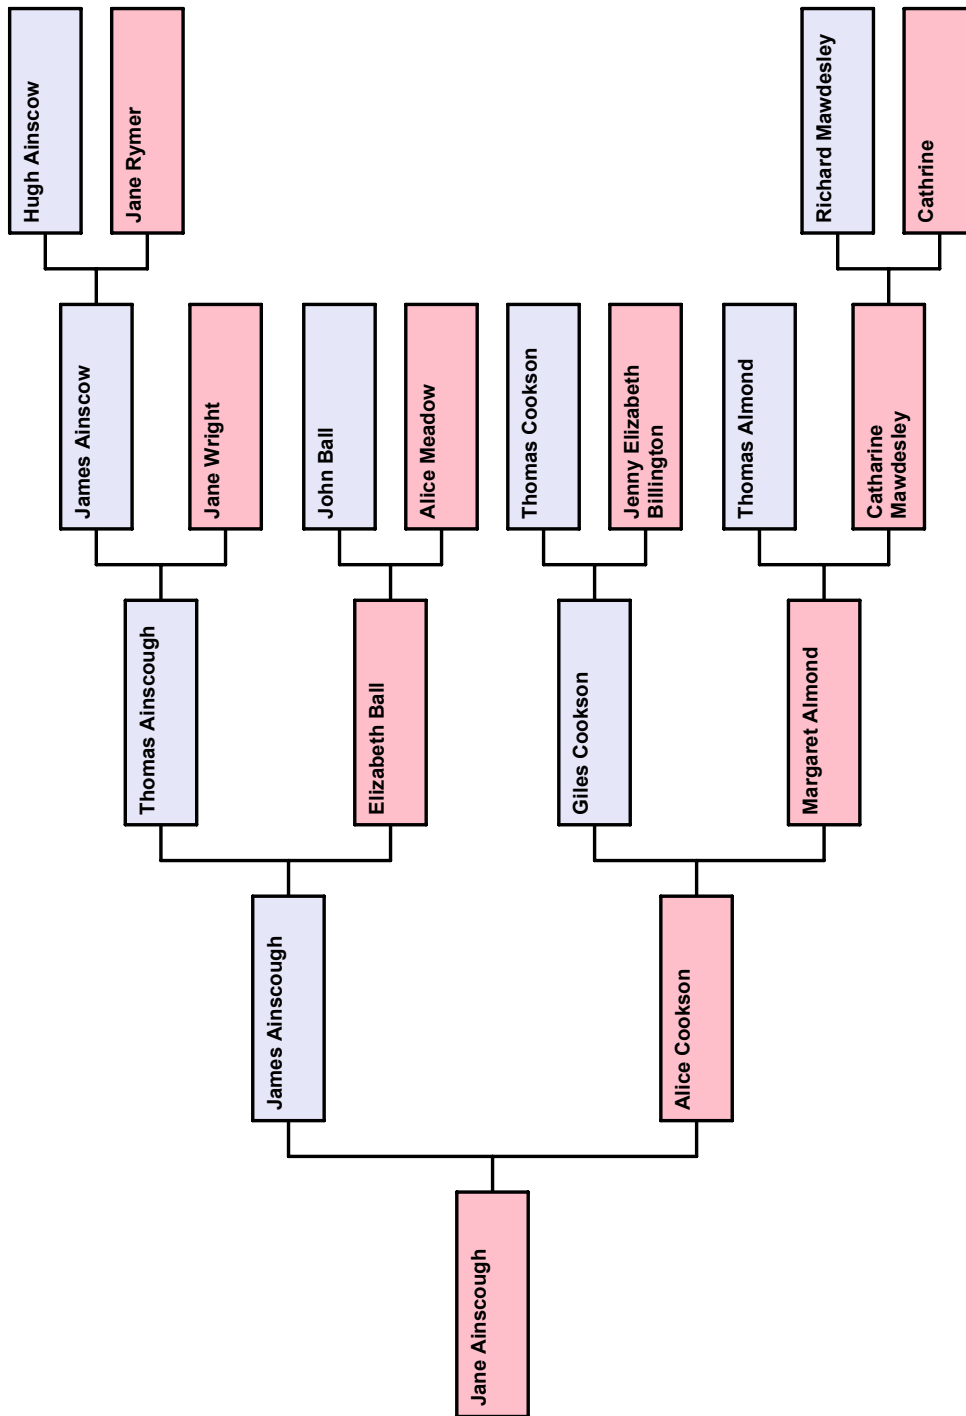 Hugh Ainscow
Jane Rymer
Richard Mawdesley
Cathrine
James Ainscow
Jane Wright
John Ball
Alice Meadow
Thomas Cookson
Jenny Elizabeth
Billington
Thomas Almond
Catharine
Mawdesley
Thomas Ainscough
Elizabeth Ball
Giles Cookson
Margaret Almond
James Ainscough
Alice Cookson
Jane Ainscough